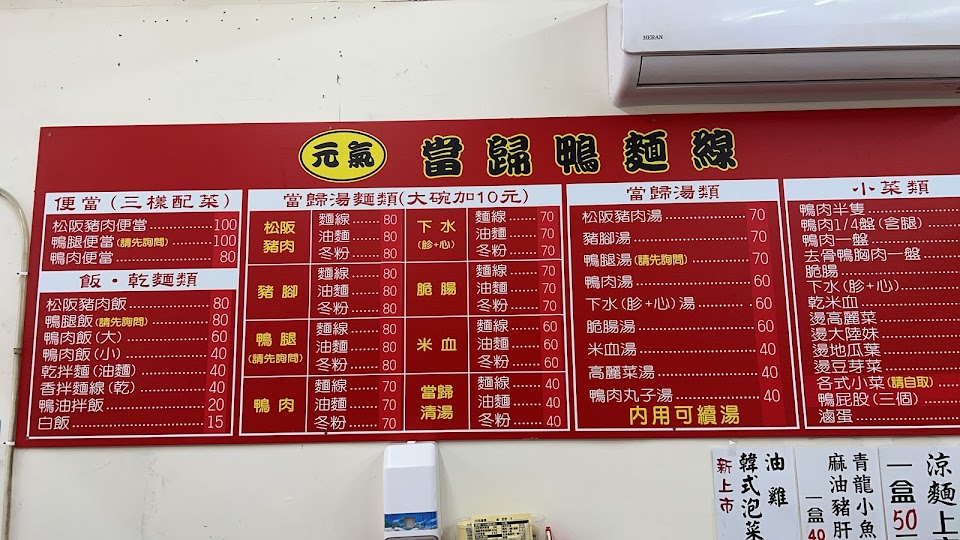 HERAN
元氣 當歸鴨麵線
便當(三樣配菜)
松阪豬肉便當 100
鴨腿便當(請先詢問) 100
鴨肉便當 80
飯・乾麵類
松阪豬肉飯 80
鴨腿飯(請先詢問) 80
鴨肉飯(大) 60
鴨肉飯(小) 40
乾拌麵(油麵) 40
香拌麵線(乾) 40
鴨油拌飯 20
白飯 15
當歸湯麵類(大碗加10元)
松阪豬肉
麵線 80
油麵 80
冬粉 80
豬腳
麵線 80
油麵 80
冬粉 80
鴨腿(請先詢問)
麵線 80
油麵 80
冬粉 80
鴨肉
麵線 70
油麵 70
冬粉 70
下水(胗+心)
麵線 70
油麵 70
冬粉 70
脆腸
麵線 70
油麵 70
冬粉 70
米血
麵線 60
油麵 60
冬粉 60
當歸清湯
麵線 40
油麵 40
冬粉 40
當歸湯類
松阪豬肉湯 70
豬腳湯 70
鴨腿湯(請先詢問) 70
鴨肉湯 60
下水(胗+心)湯 60
脆腸湯 60
米血湯 40
高麗菜湯 40
鴨肉丸子湯 40
內用可續湯
小菜類
鴨肉半隻
鴨肉1/4盤(含腿)
鴨肉一盤
去骨鴨胸肉一盤
脆腸
下水(胗+心)
乾米血
燙高麗菜
燙大陸妹
燙地瓜葉
燙豆芽菜
各式小菜(請自取)
鴨屁股(三個)
滷蛋
油雞
韓式泡菜
新上市
青龍小魚
麻油豬肝
一盒40
涼麵上
一盒50